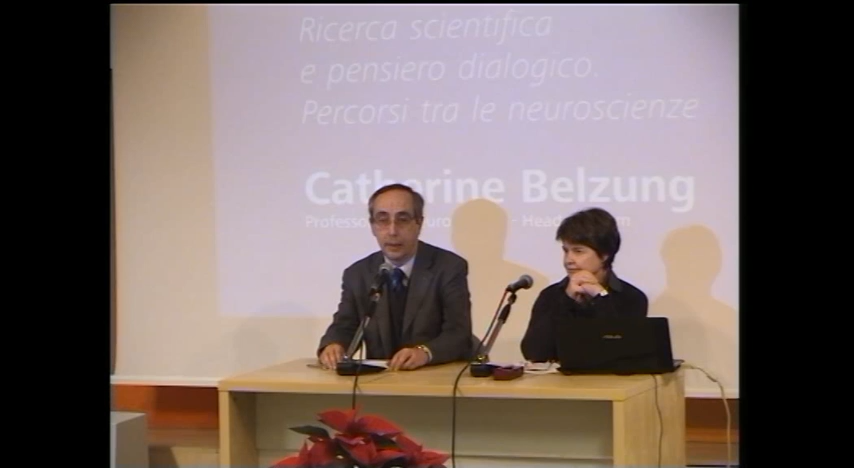 Ricerca scientifica
e pensiero dialogico.
Percorsi tra le neuroscienze
Catherine Belzung